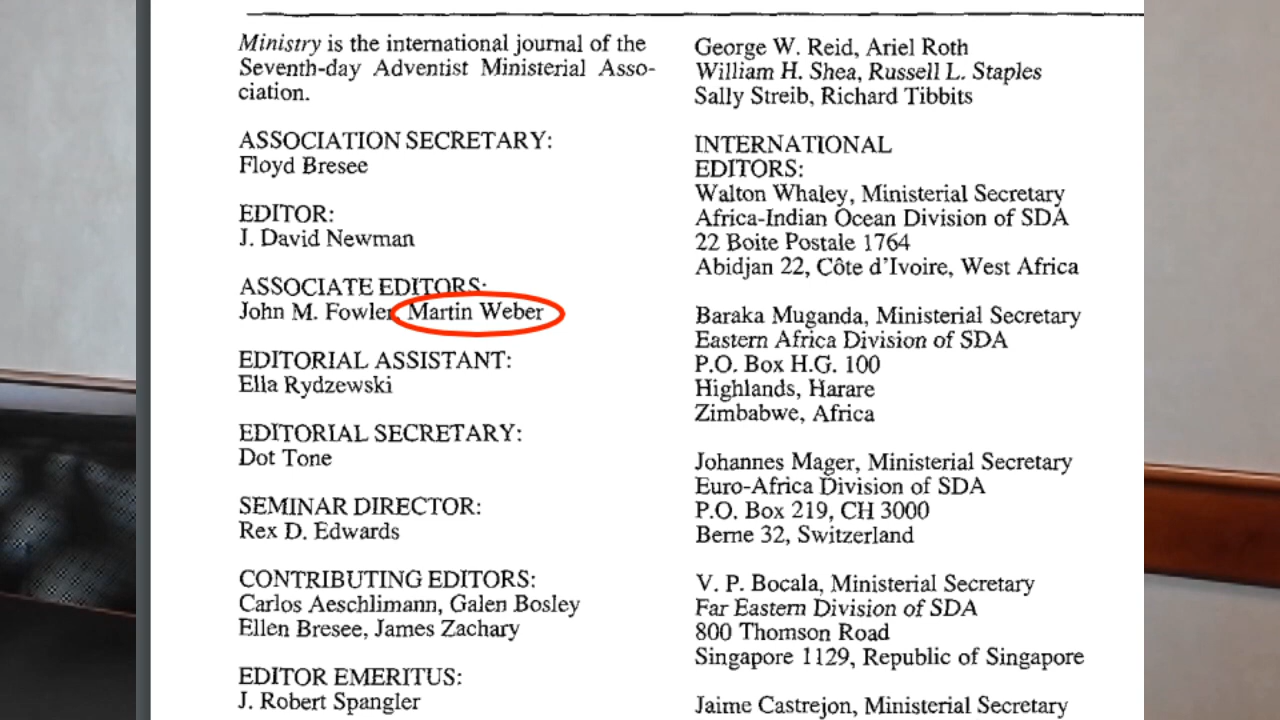 Ministry is the international journal of the
Seventh-day Adventist Ministerial Asso-
ciation.
ASSOCIATION SECRETARY:
Floyd Bresee
EDITOR:
J. David Newman
ASSOCIATE EDITORS:
John M. Fowler, Martin Weber
EDITORIAL ASSISTANT:
Ella Rydzewski
EDITORIAL SECRETARY:
Dot Tone
SEMINAR DIRECTOR:
Rex D. Edwards
CONTRIBUTING EDITORS:
Carlos Aeschlimann, Galen Bosley
Ellen Bresee, James Zachary
EDITOR EMERITUS:
J. Robert Spangler
George W. Reid, Ariel Roth
William H. Shea, Russell L. Staples
Sally Streib, Richard Tibbits
INTERNATIONAL
EDITORS:
Walton Whaley, Ministerial Secretary
Africa-Indian Ocean Division of SDA
22 Boite Postale 1764
Abidjan 22, Côte d'Ivoire, West Africa
Baraka Muganda, Ministerial Secretary
Eastern Africa Division of SDA
P.O. Box H.G. 100
Highlands, Harare
Zimbabwe, Africa
Johannes Mager, Ministerial Secretary
Euro-Africa Division of SDA
P.O. Box 219, CH 3000
Berne 32, Switzerland
V. P. Bocala, Ministerial Secretary
Far Eastern Division of SDA
800 Thomson Road
Singapore 1129, Republic of Singapore
Jaime Castrejon, Ministerial Secretary